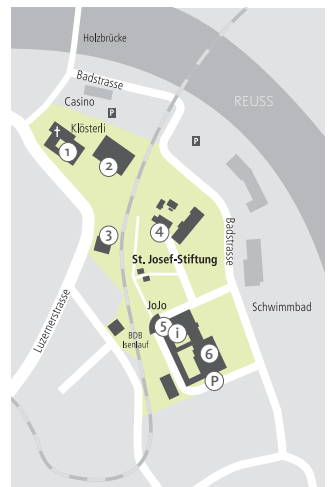 Holzbrücke
Badstrasse
Casino
P
REUSS
Klösterli
1
2
P
3
4
Badstrasse
St. Josef-Stiftung
Luzernerstrasse
JoJo
Schwimmbad
5
i
BDB
Isenlauf
6
P